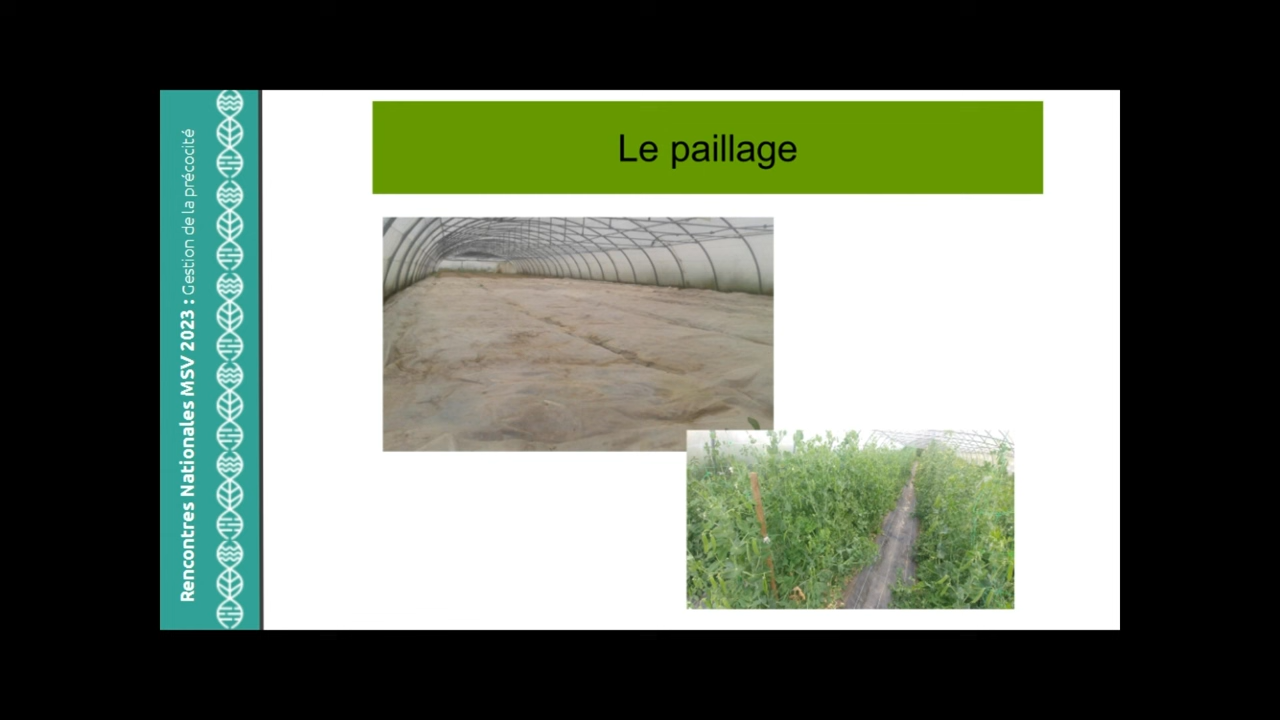 Le paillage
Rencontres Nationales MSV 2023 : Gestion de la précocité